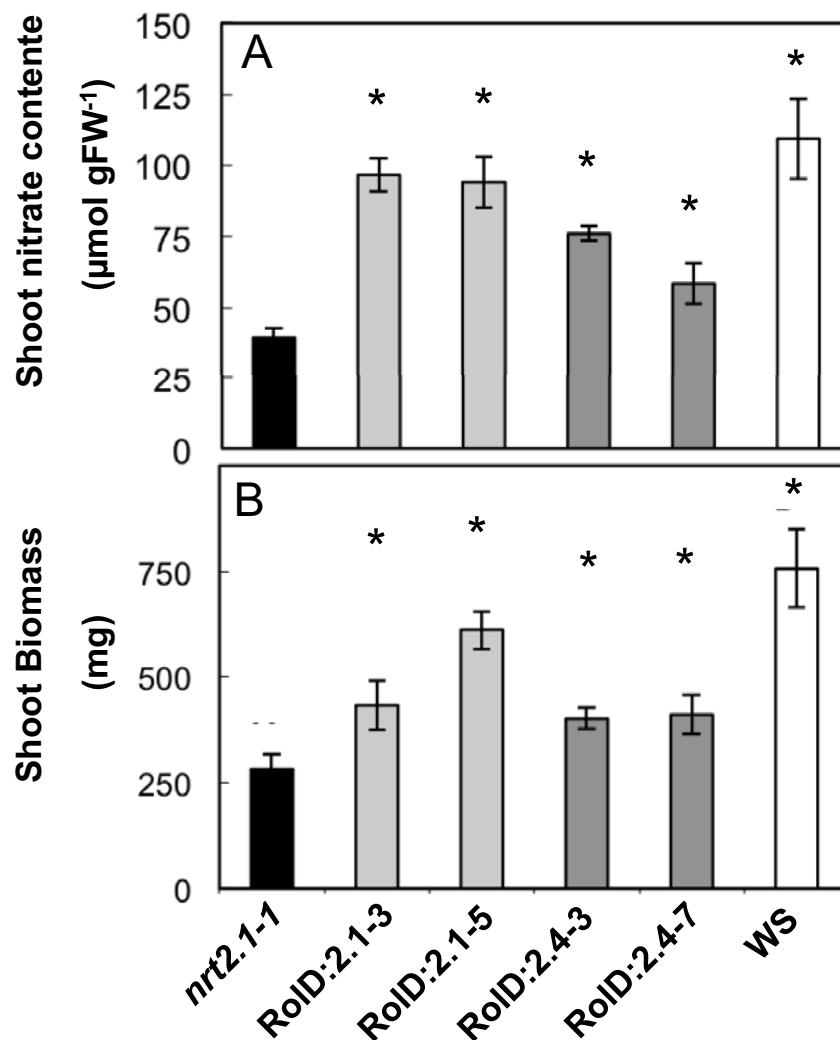 Shoot nitrate contente
(µmol gFW-1)
A
150
125
100
75
50
25
0
*
*
*
*
*
Shoot Biomass
(mg)
B
750
500
250
0
*
*
*
*
*
nrt2.1-1
RolD:2.1-3
RolD:2.1-5
RolD:2.4-3
RolD:2.4-7
WS